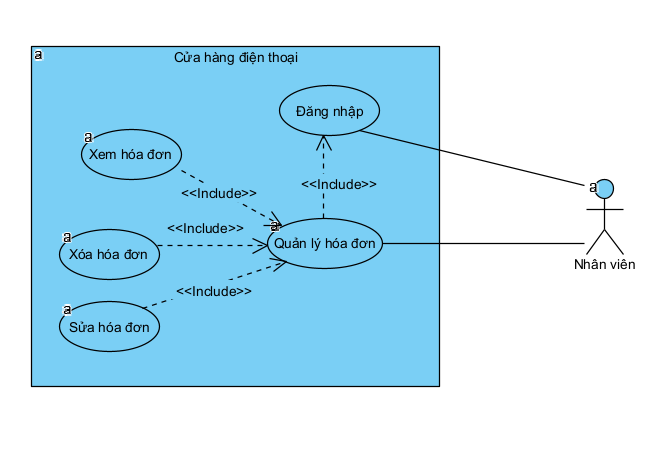 a
Cửa hàng điện thoại
Đăng nhập
a
Xem hóa đơn
<<Include>>
<<Include>>
a
<<Include>>
a
Quản lý hóa đơn
a
Xóa hóa đơn
<<Include>>
a
Sửa hóa đơn
a
Nhân viên